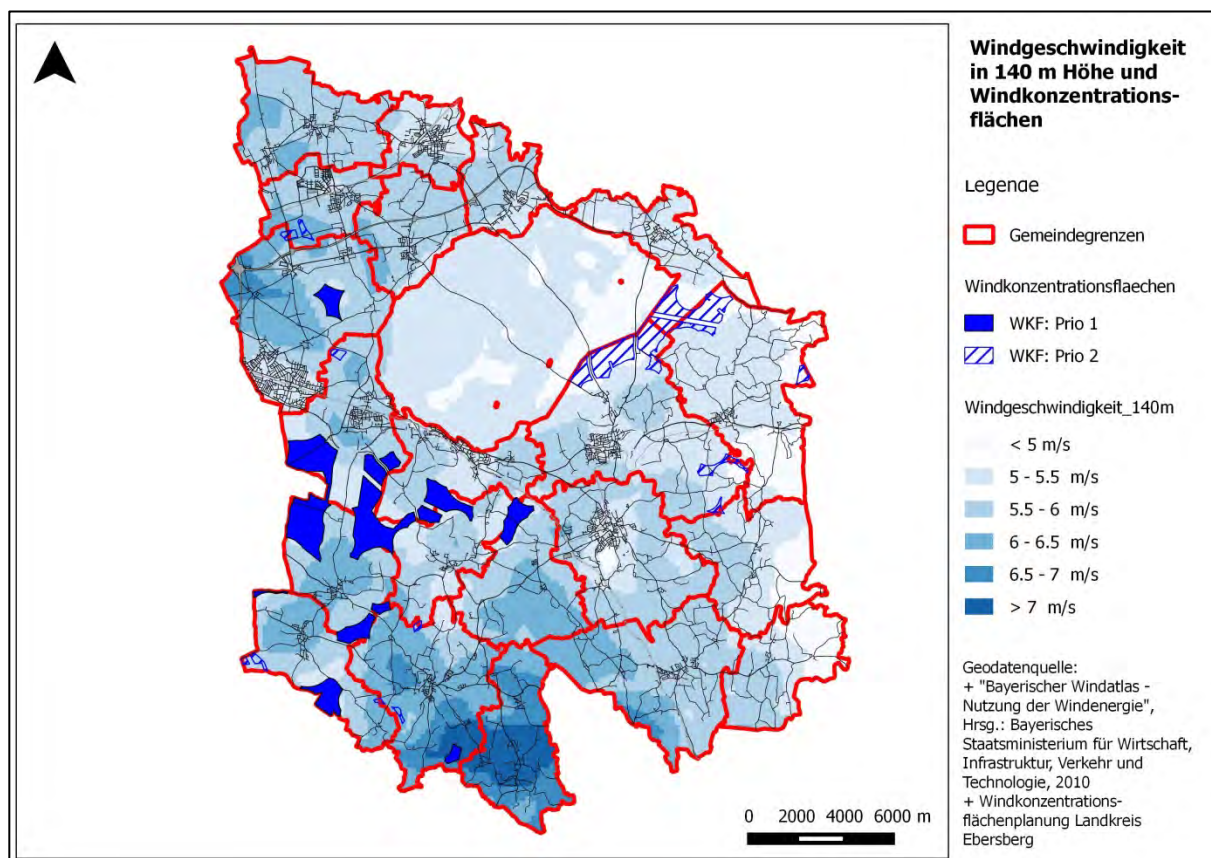 Windgeschwindigkeit
in 140 m Höhe und
Windkonzentrations-
flächen
Legende
Gemeindegrenzen
Windkonzentrationsflaechen
WKF: Prio 1
WKF: Prio 2
Windgeschwindigkeit_140m
< 5 m/s
5 - 5.5 m/s
5.5 - 6 m/s
6 - 6.5 m/s
6.5 - 7 m/s
> 7 m/s
Geodatenquelle:
+ "Bayerischer Windatlas -
Nutzung der Windenergie",
Hrsg.: Bayerisches
Staatsministerium für Wirtschaft,
Infrastruktur, Verkehr und
Technologie, 2010
+ Windkonzentrations-
flächenplanung Landkreis
Ebersberg
0 2000 4000 6000 m